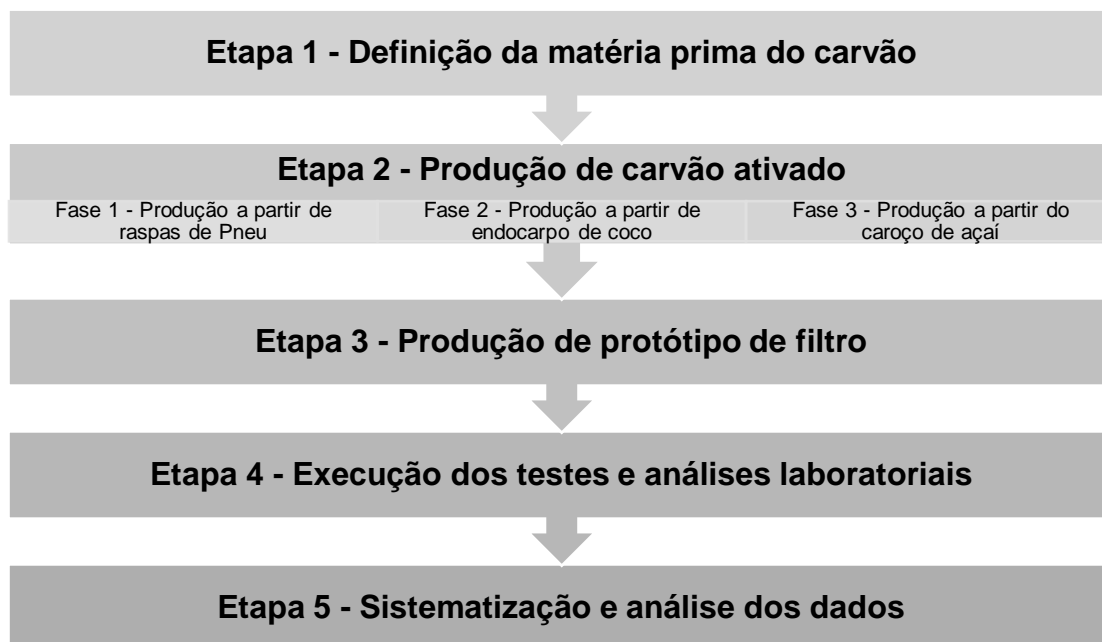 Etapa 1 - Definição da matéria prima do carvão
Etapa 2 - Produção de carvão ativado
Fase 1 - Produção a partir de
raspas de Pneu
Fase 2 - Produção a partir de
endocarpo de coco
Fase 3 - Produção a partir do
caroço de açaí
Etapa 3 - Produção de protótipo de filtro
Etapa 4 - Execução dos testes e análises laboratoriais
Etapa 5 - Sistematização e análise dos dados